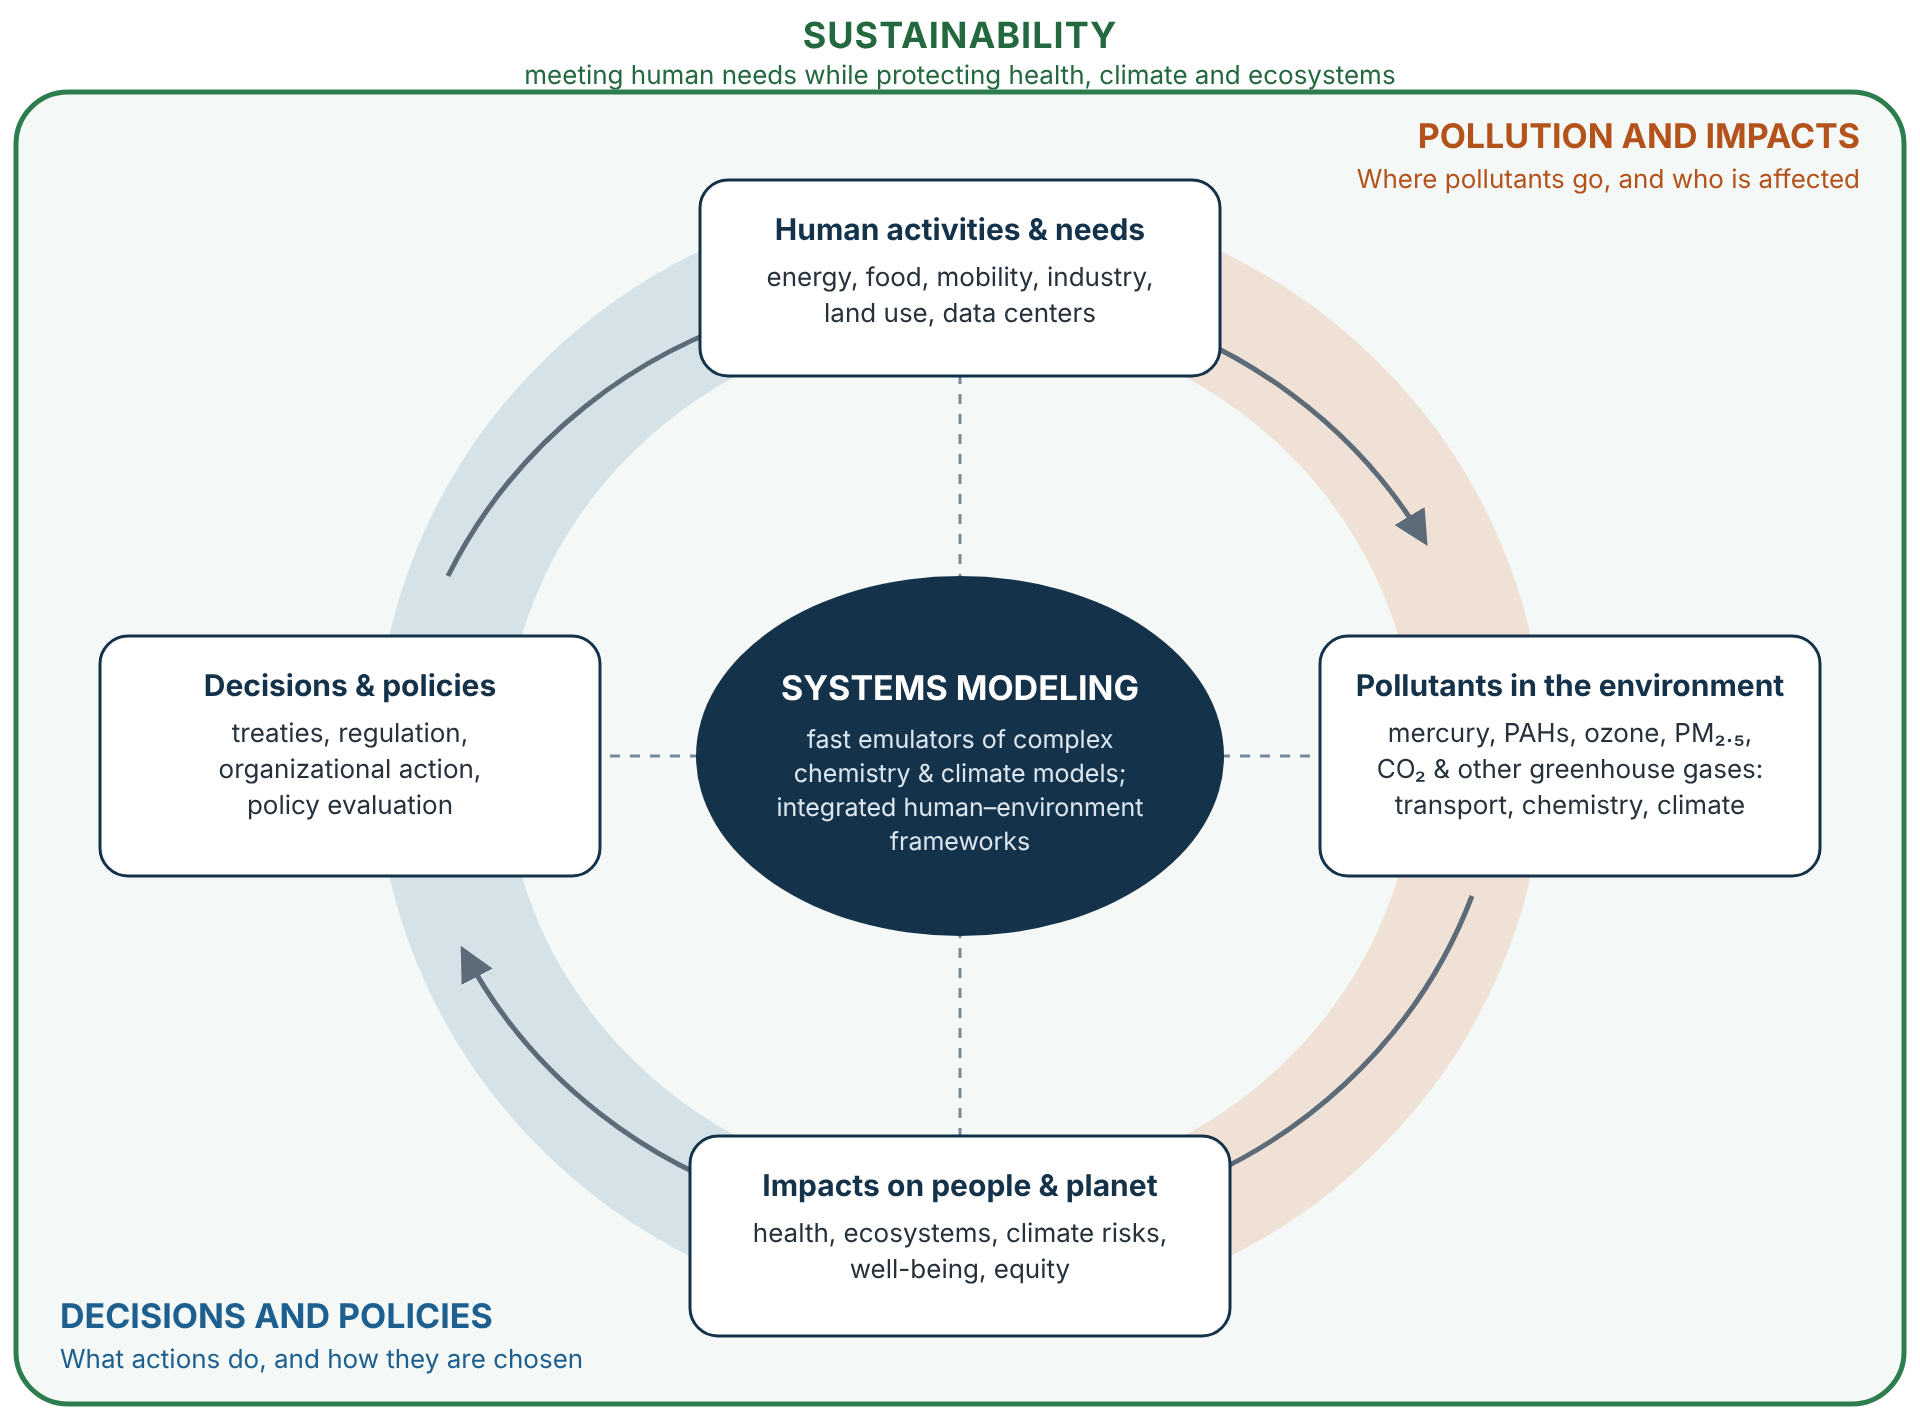 SUSTAINABILITY
meeting human needs while protecting health, climate and ecosystems
POLLUTION AND IMPACTS
Where pollutants go, and who is affected
Human activities & needs
energy, food, mobility, industry,
land use, data centers
Decisions & policies
treaties, regulation,
organizational action,
policy evaluation
SYSTEMS MODELING
fast emulators of complex
chemistry & climate models;
integrated human–environment
frameworks
Pollutants in the environment
mercury, PAHs, ozone, PM₂.₅,
CO₂ & other greenhouse gases:
transport, chemistry, climate
Impacts on people & planet
health, ecosystems, climate risks,
well-being, equity
DECISIONS AND POLICIES
What actions do, and how they are chosen